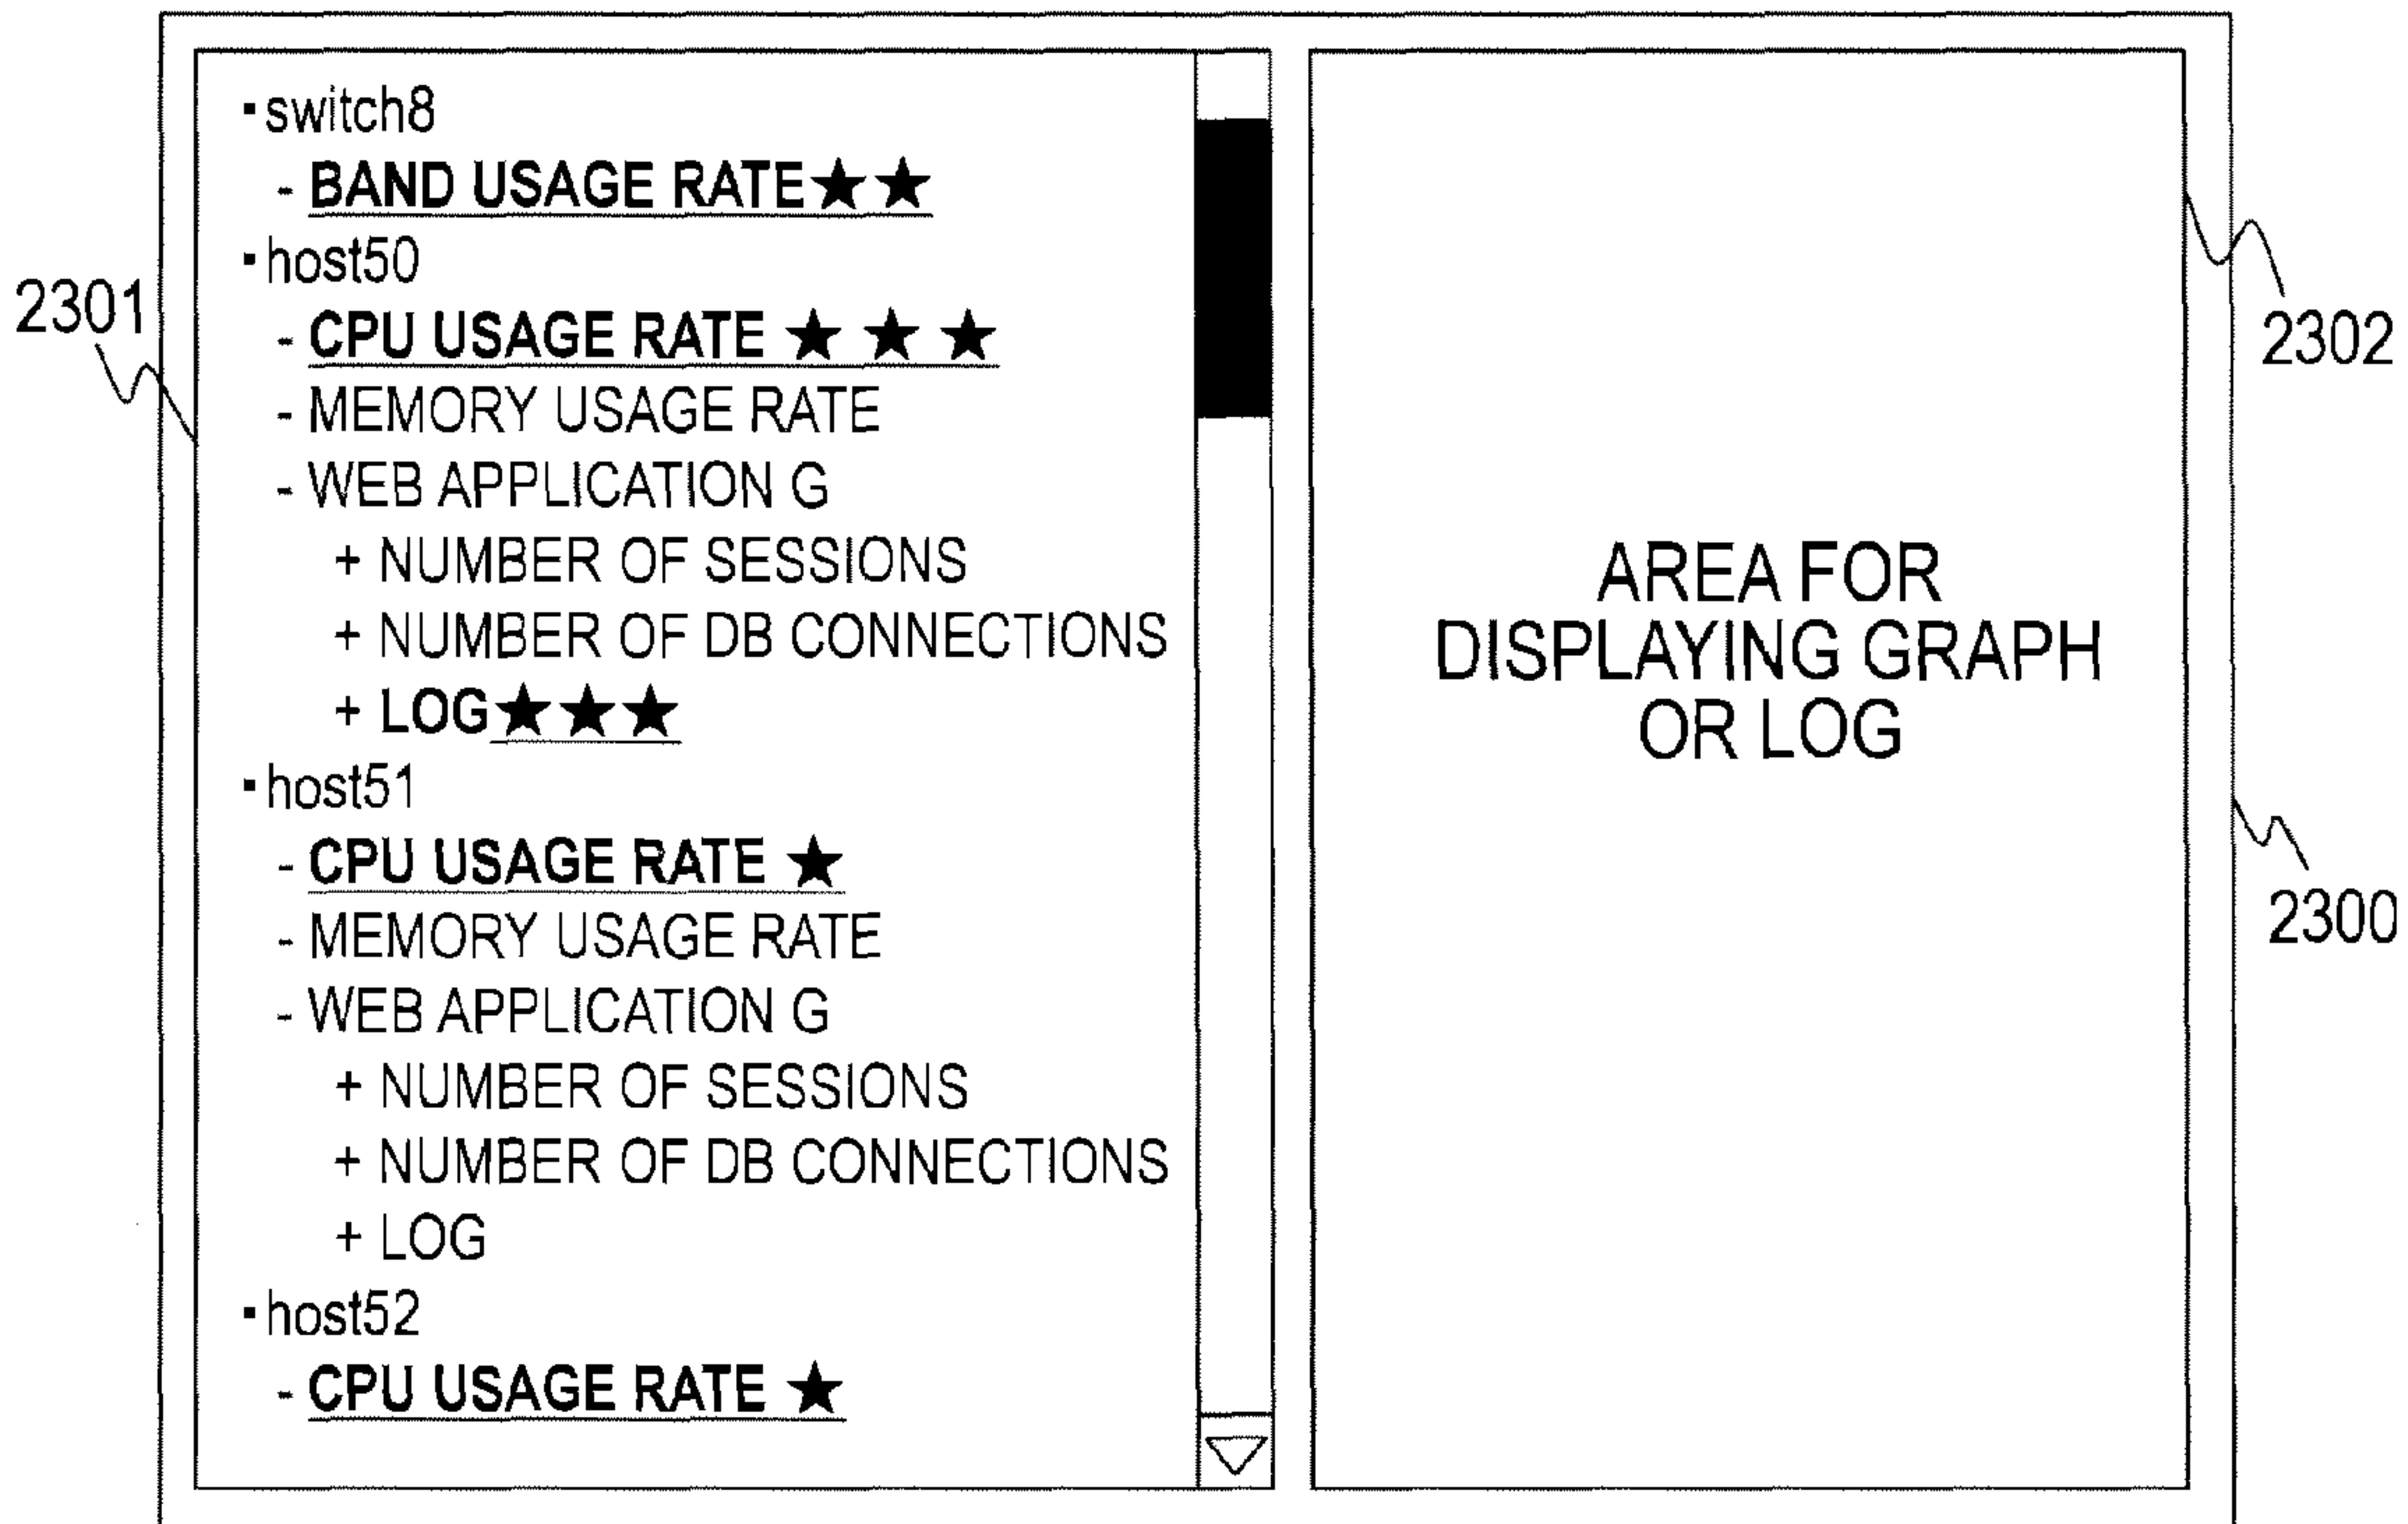 ▪switch8
- BAND USAGE RATE★★
▪host50
- CPU USAGE RATE ★ ★ ★
- MEMORY USAGE RATE
- WEB APPLICATION G
+ NUMBER OF SESSIONS
+ NUMBER OF DB CONNECTIONS
+ LOG★★★
▪host51
- CPU USAGE RATE ★
- MEMORY USAGE RATE
- WEB APPLICATION G
+ NUMBER OF SESSIONS
+ NUMBER OF DB CONNECTIONS
+ LOG
▪host52
- CPU USAGE RATE ★
2301
AREA FOR
DISPLAYING GRAPH
OR LOG
2302
2300